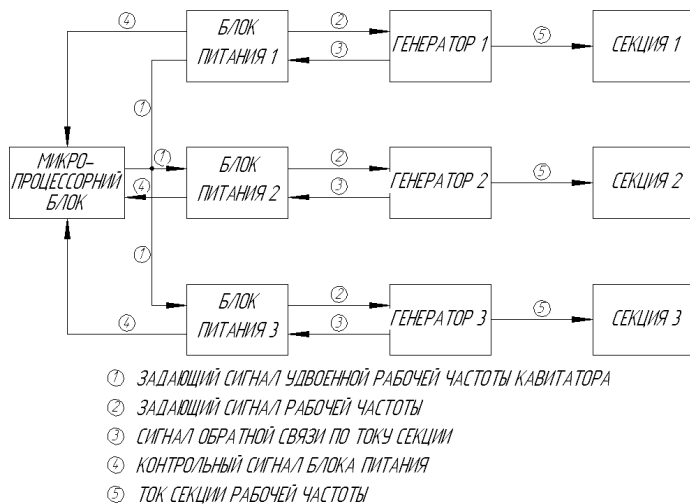 ④ БЛОК ПИТАНИЯ 1 ② ③ ГЕНЕРАТОР 1 ⑤ СЕКЦИЯ 1
①
МИКРО-
ПРОЦЕССОРНИЙ
БЛОК
① ④ БЛОК ПИТАНИЯ 2 ② ③ ГЕНЕРАТОР 2 ⑤ СЕКЦИЯ 2
①
④ БЛОК ПИТАНИЯ 3 ② ③ ГЕНЕРАТОР 3 ⑤ СЕКЦИЯ 3
① ЗАДАЮЩИЙ СИГНАЛ УДВОЕННОЙ РАБОЧЕЙ ЧАСТОТЫ КАВИТАТОРА
② ЗАДАЮЩИЙ СИГНАЛ РАБОЧЕЙ ЧАСТОТЫ
③ СИГНАЛ ОБРАТНОЙ СВЯЗИ ПО ТОКУ СЕКЦИИ
④ КОНТРОЛЬНЫЙ СИГНАЛ БЛОКА ПИТАНИЯ
⑤ ТОК СЕКЦИИ РАБОЧЕЙ ЧАСТОТЫ